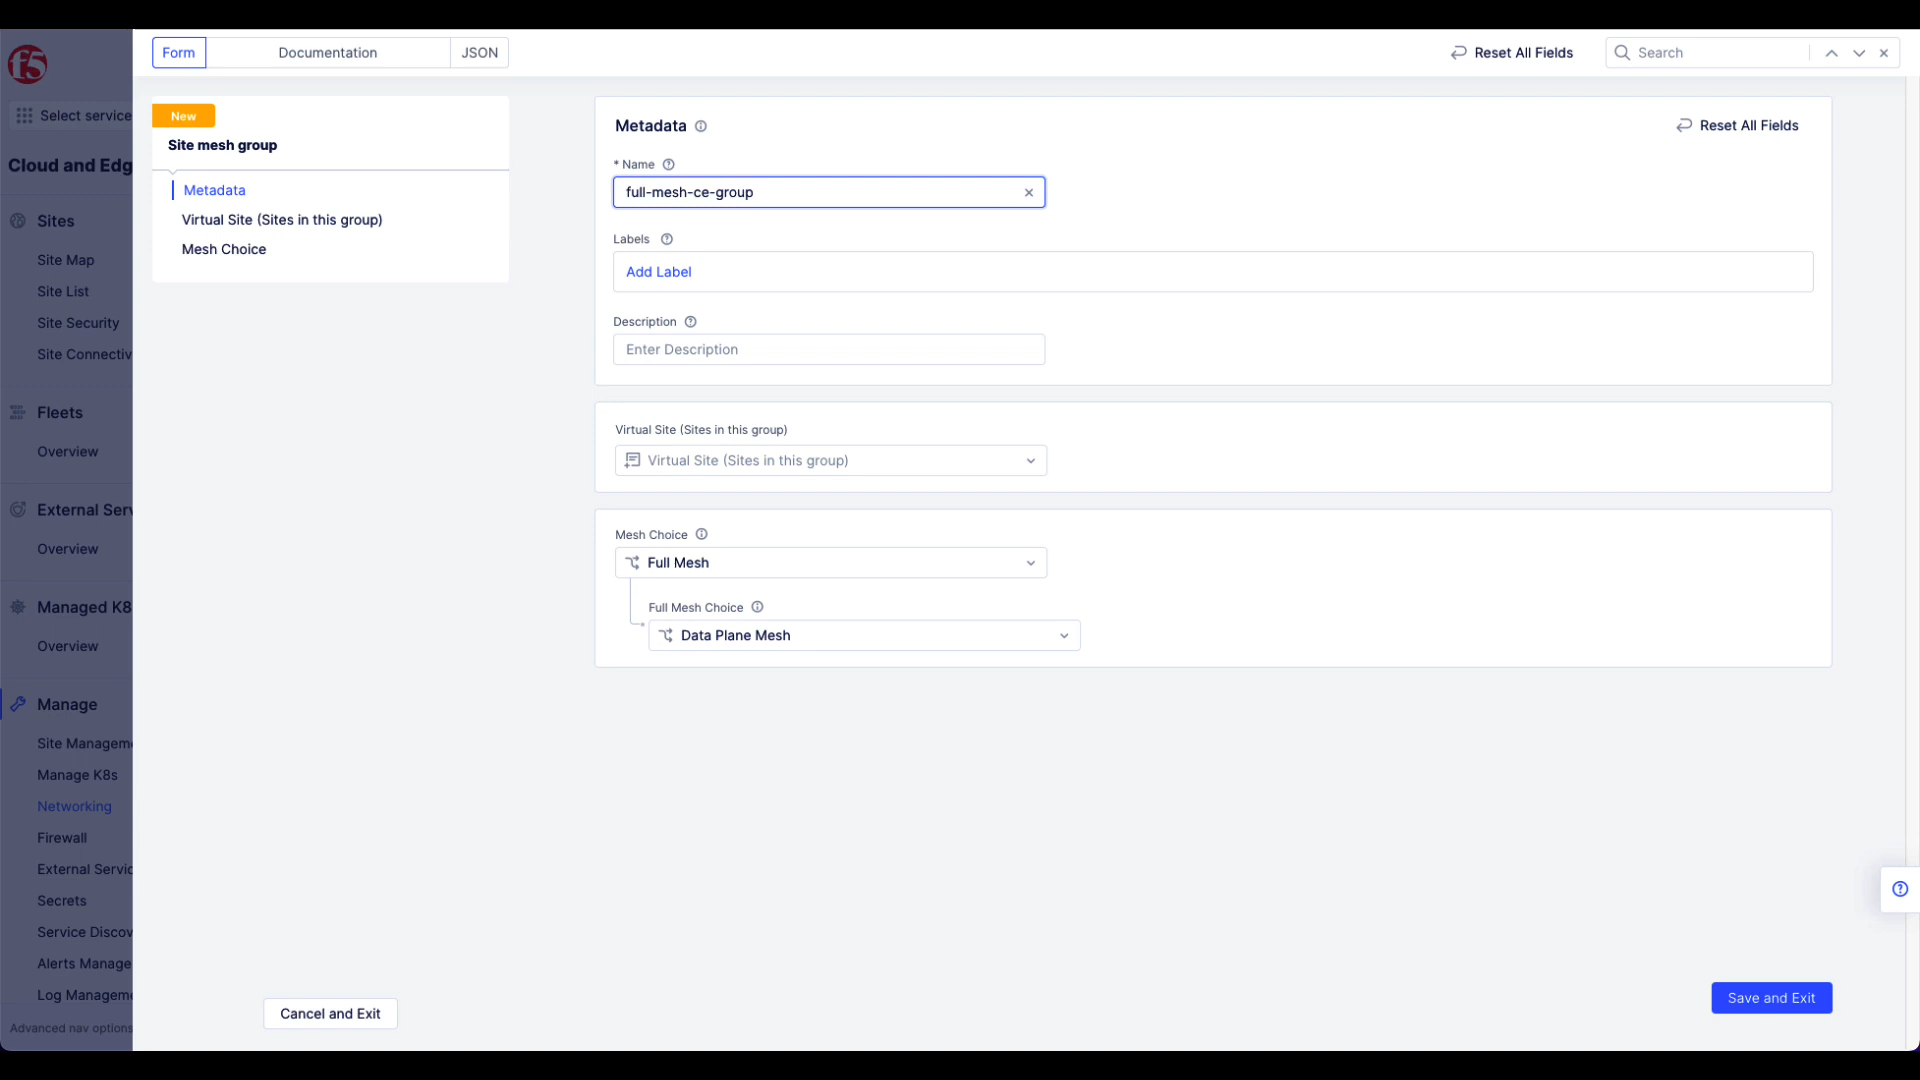 Form
Documentation
JSON
Reset All Fields
Search
f5
Select service
Cloud and Edg
Sites
Site Map
Site List
Site Security
Site Connectiv
Fleets
Overview
External Serv
Overview
Managed K8
Overview
Manage
Site Manageme
Manage K8s
Networking
Firewall
External Servic
Secrets
Service Discov
Alerts Manage
Log Manageme
Advanced nav options
New
Site mesh group
Metadata
Virtual Site (Sites in this group)
Mesh Choice
Metadata
Reset All Fields
* Name
full-mesh-ce-group
Labels
Add Label
Description
Enter Description
Virtual Site (Sites in this group)
Virtual Site (Sites in this group)
Mesh Choice
Full Mesh
Full Mesh Choice
Data Plane Mesh
Cancel and Exit
Save and Exit